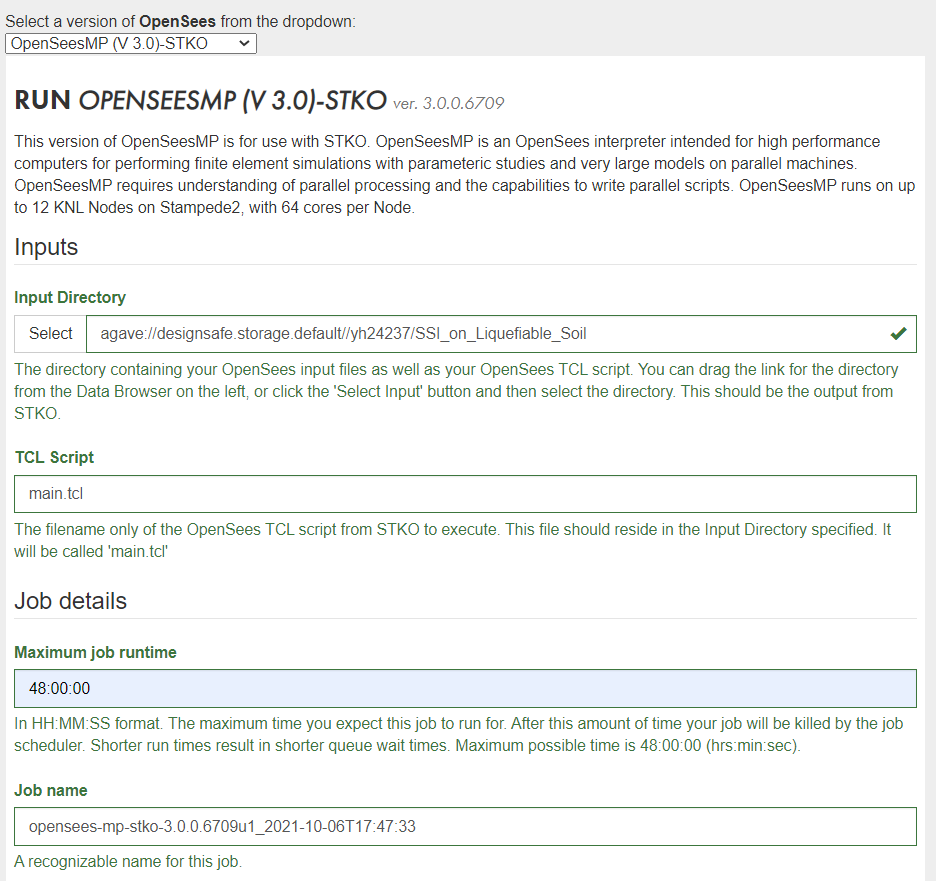 Select a version of OpenSees from the dropdown:
OpenSeesMP (V 3.0)-STKO
RUN OPENSEESMP (V 3.0)-STKO ver. 3.0.0.6709
This version of OpenSeesMP is for use with STKO. OpenSeesMP is an OpenSees interpreter intended for high performance
computers for performing finite element simulations with parameteric studies and very large models on parallel machines.
OpenSeesMP requires understanding of parallel processing and the capabilities to write parallel scripts. OpenSeesMP runs on up
to 12 KNL Nodes on Stampede2, with 64 cores per Node.
Inputs
Input Directory
Select agave://designsafe.storage.default//yh24237/SSI_on_Liquefiable_Soil
The directory containing your OpenSees input files as well as your OpenSees TCL script. You can drag the link for the directory
from the Data Browser on the left, or click the 'Select Input' button and then select the directory. This should be the output from
STKO.
TCL Script
main.tcl
The filename only of the OpenSees TCL script from STKO to execute. This file should reside in the Input Directory specified. It
will be called 'main.tcl'
Job details
Maximum job runtime
48:00:00
In HH:MM:SS format. The maximum time you expect this job to run for. After this amount of time your job will be killed by the job
scheduler. Shorter run times result in shorter queue wait times. Maximum possible time is 48:00:00 (hrs:min:sec).
Job name
opensees-mp-stko-3.0.0.6709u1_2021-10-06T17:47:33
A recognizable name for this job.